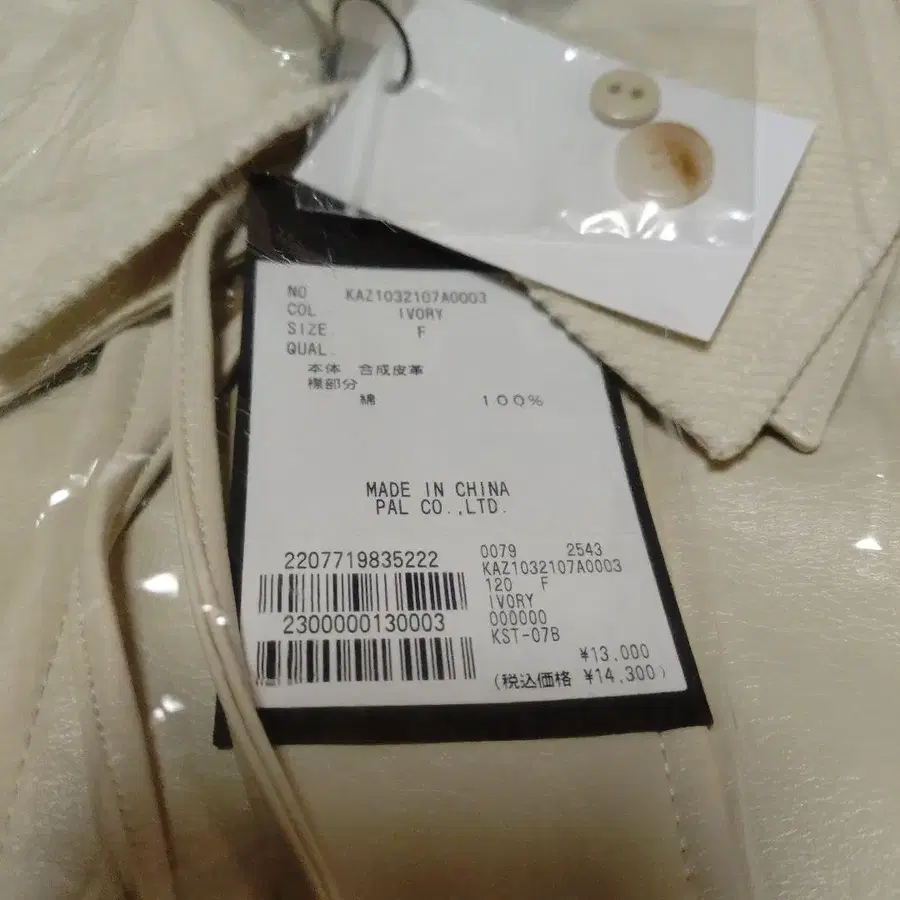 NO KAZ1032107A0003
COL. IVORY
SIZE. F
QUAL.
本体 合成皮革
襟部分
綿 100%
MADE IN CHINA
PAL CO.,LTD.
2207719835222
2300000130003
0079 2543
KAZ1032107A0003
120 F
IVORY
000000
KST-07B
¥13,000
(税込価格 ¥14,300)